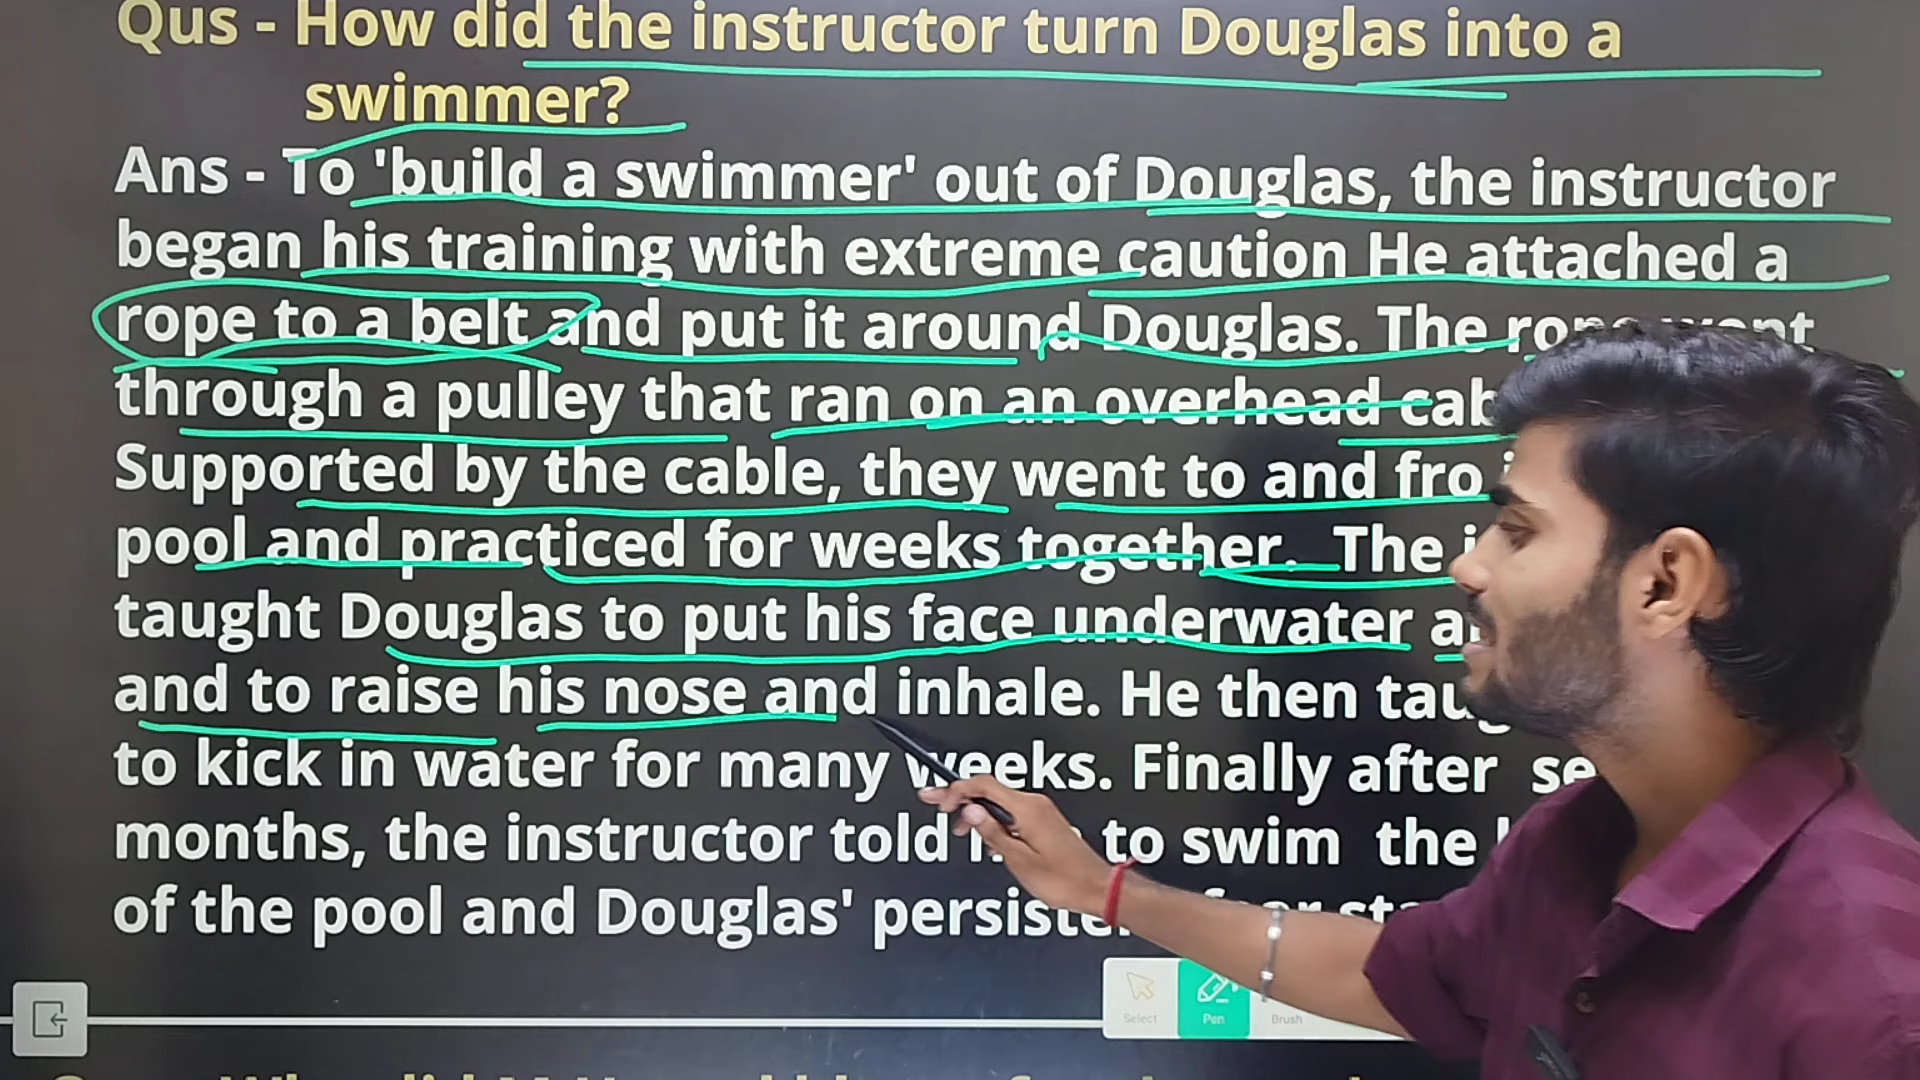 Qus - How did the instructor turn Douglas into a
swimmer?
Ans - To 'build a swimmer' out of Douglas, the instructor
began his training with extreme caution He attached a
rope to a belt and put it around Douglas. The rope went
through a pulley that ran on an overhead
Supported by the cable, they went to and fro
pool and practiced for weeks together. The
taught Douglas to put his face underwater
and to raise his nose and inhale. He then
to kick in water for many weeks. Finally after
months, the instructor told to swim the
of the pool and Douglas'
Select Pen Brush